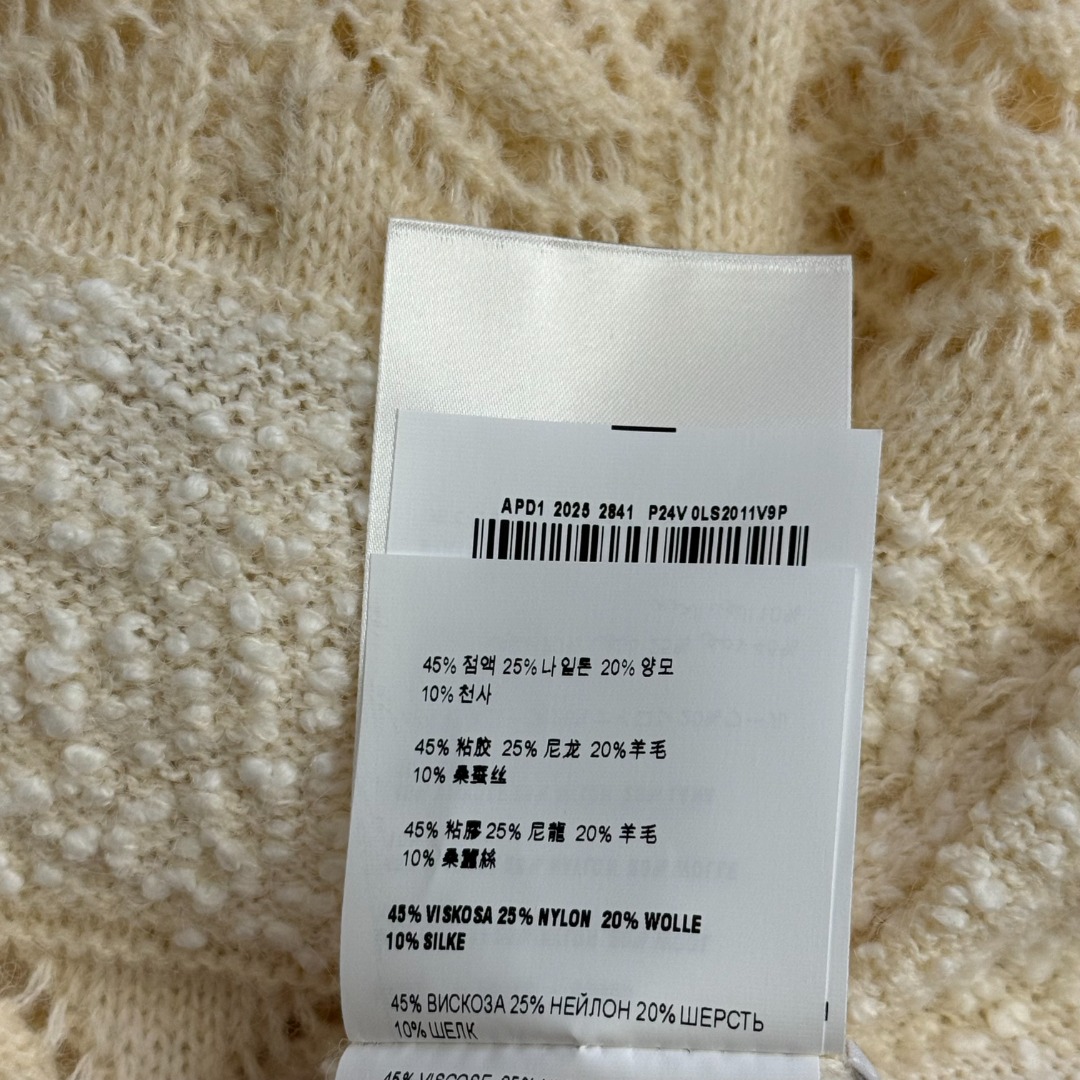 APD1 2025 2841 P24V 0LS2011V9P
45% 점액 25% 나일론 20% 양모
10% 천사
45% 粘胶 25% 尼龙 20% 羊毛
10% 桑蚕丝
45% 粘膠 25% 尼龍 20% 羊毛
10% 桑蠶絲
45% VISKOSA 25% NYLON 20% WOLLE
10% SILKE
45% ВИСКОЗА 25% НЕЙЛОН 20% ШЕРСТЬ
10% ШЕЛК
45% VISCOSE